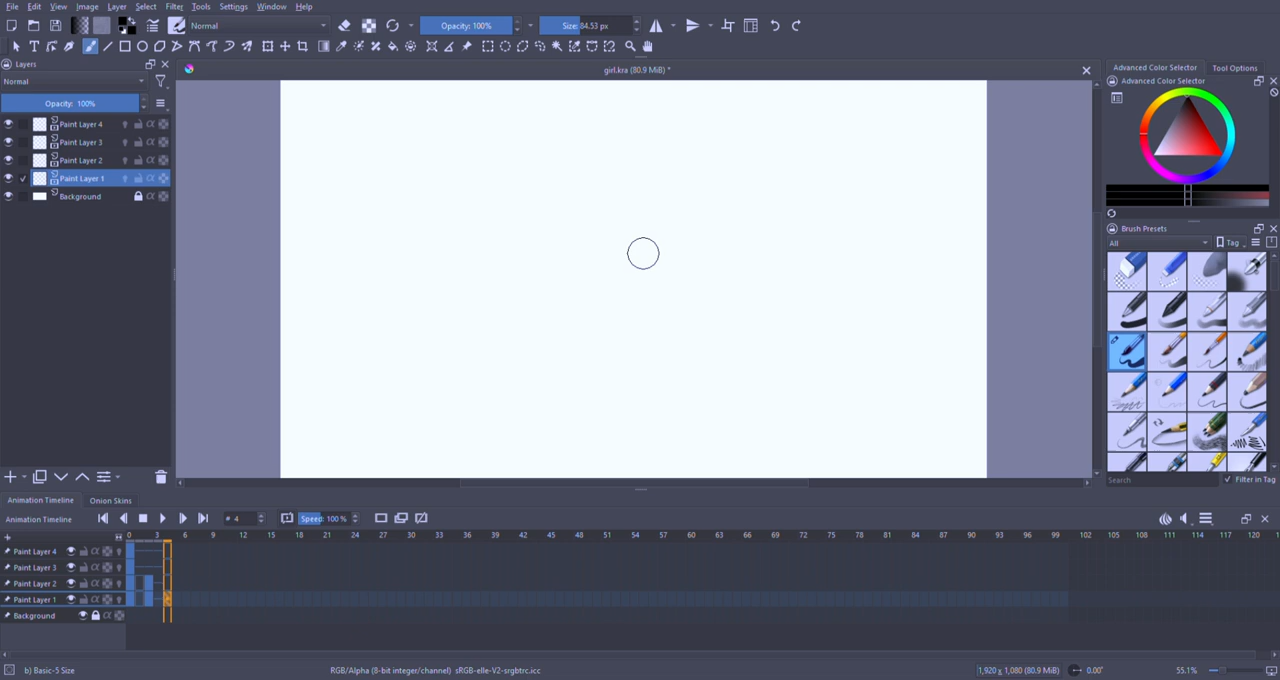 File Edit View Image Layer Select Filter Tools Settings Window Help
Normal Opacity: 100% Size: 84.53 px
Layers
girl.kra (80.9 MiB) *
Advanced Color Selector Tool Options
Normal
Advanced Color Selector
Opacity: 100%
Paint Layer 4
Paint Layer 3
Paint Layer 2
Paint Layer 1
Background
Brush Presets
All Tag
Search Filter in Tag
Animation Timeline Onion Skins
Animation Timeline # 4 Speed: 100 %
0 3 6 9 12 15 18 21 24 27 30 33 36 39 42 45 48 51 54 57 60 63 66 69 72 75 78 81 84 87 90 93 96 99 102 105 108 111 114 117 120
Paint Layer 4
Paint Layer 3
Paint Layer 2
Paint Layer 1
Background
b) Basic-5 Size RGB/Alpha (8-bit integer/channel) sRGB-elle-V2-srgbtrc.icc 1,920 x 1,080 (80.9 MiB) 0.00° 55.1%